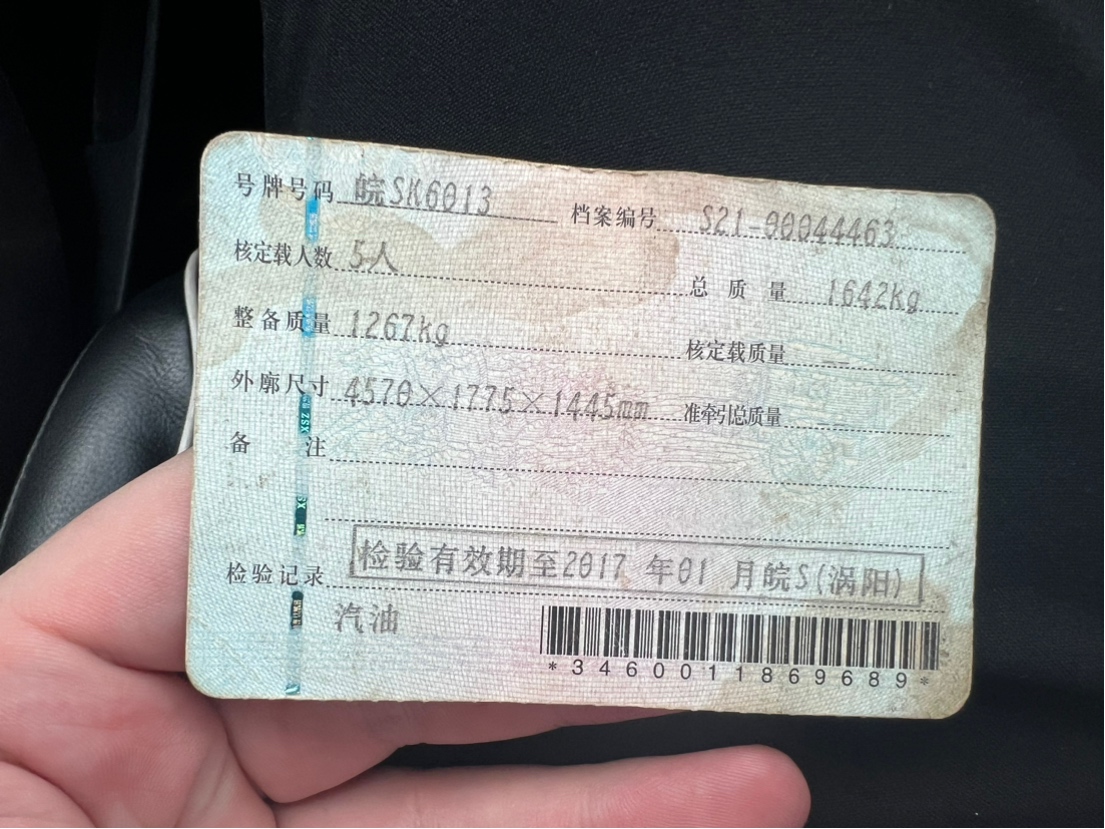 号牌号码 皖SK6013 档案编号 S21-00044463
核定载人数 5人 总质量 1642kg
整备质量 1267kg 核定载质量 --
外廓尺寸 4570×1775×1445mm 准牵引总质量 --
备注
检验记录 检验有效期至2017年01月皖S(涡阳)
汽油
*3460011869689*